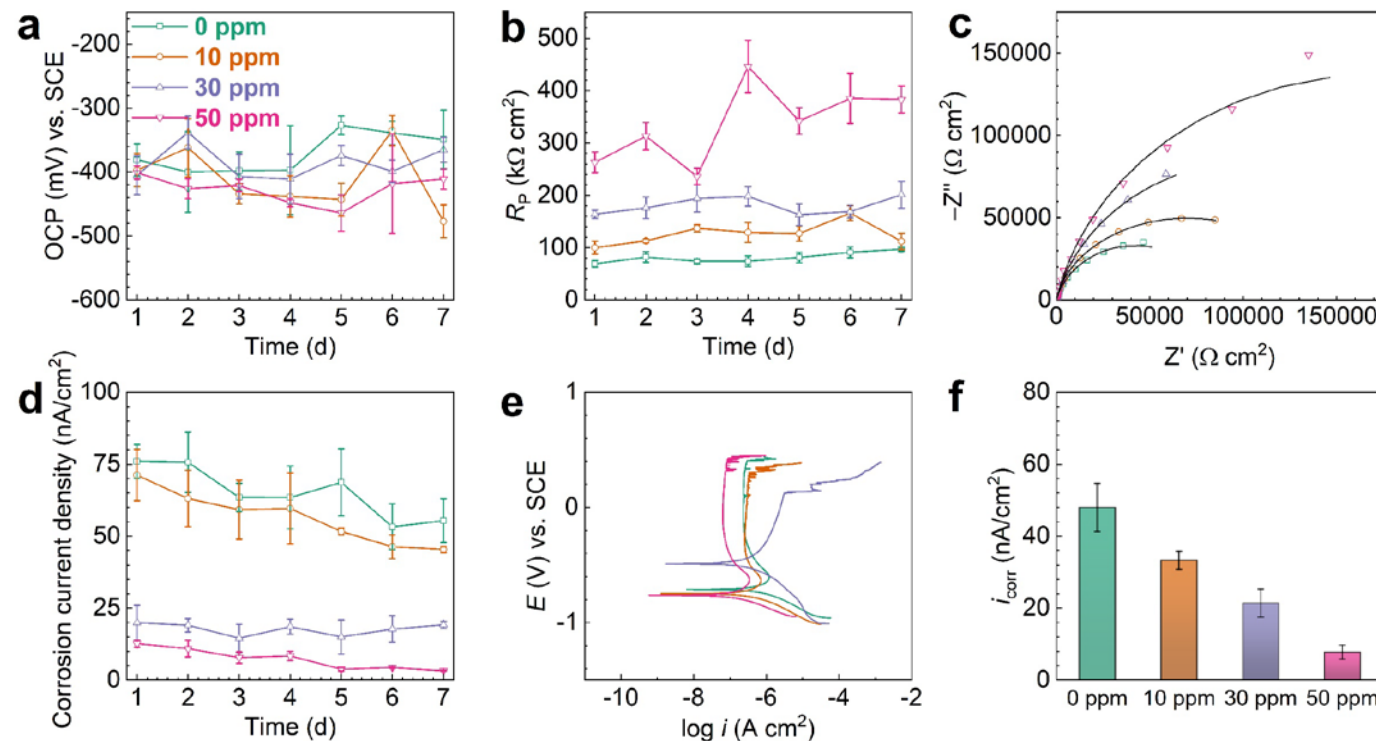 a
0 ppm
10 ppm
30 ppm
50 ppm
OCP (mV) vs. SCE
-200
-300
-400
-500
-600
1 2 3 4 5 6 7
Time (d)
b
R_P (kΩ cm²)
500
400
300
200
100
0
1 2 3 4 5 6 7
Time (d)
c
−Z'' (Ω cm²)
150000
100000
50000
0
0 50000 100000 150000
Z' (Ω cm²)
d
Corrosion current density (nA/cm²)
100
75
50
25
0
1 2 3 4 5 6 7
Time (d)
e
E (V) vs. SCE
1
0
-1
-10 -8 -6 -4 -2
log i (A cm²)
f
i_corr (nA/cm²)
80
60
40
20
0
0 ppm 10 ppm 30 ppm 50 ppm